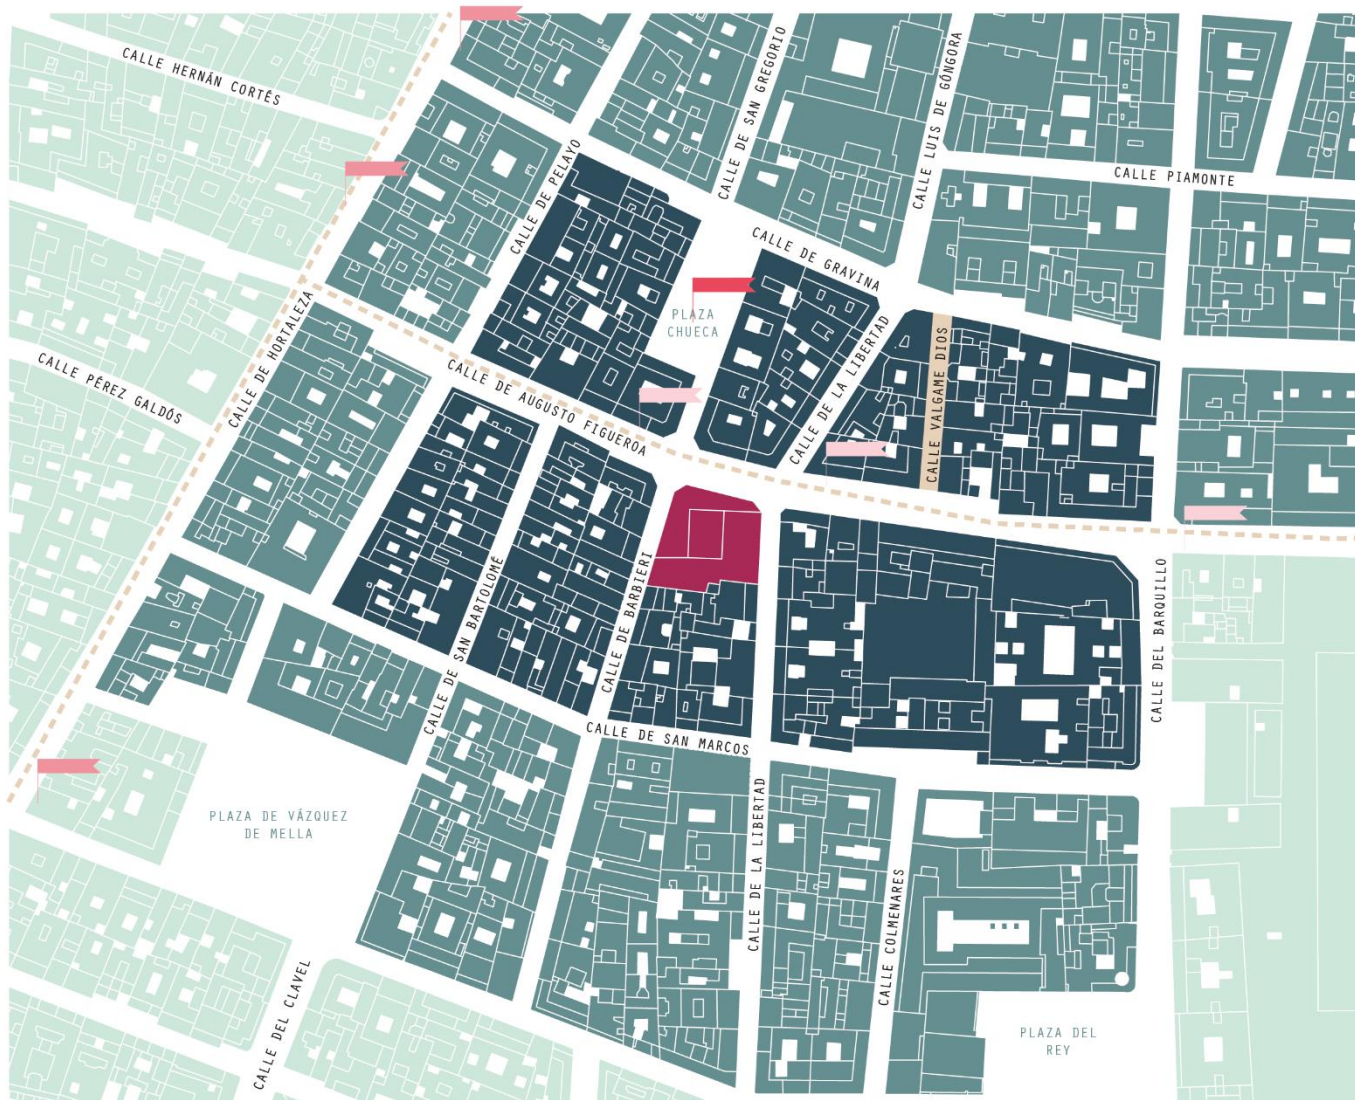 CALLE HERNÁN CORTÉS
CALLE DE SAN GREGORIO
CALLE LUIS DE GÓNGORA
CALLE DE PELAYO
CALLE PIAMONTE
CALLE DE GRAVINA
CALLE DE HORTALEZA
PLAZA
CHUECA
CALLE DE LA LIBERTAD
CALLE VALGAME DIOS
CALLE PÉREZ GALDÓS
CALLE DE AUGUSTO FIGUEROA
CALLE DE SAN BARTOLOMÉ
CALLE DE BARBIERI
CALLE DEL BARQUILLO
CALLE DE SAN MARCOS
PLAZA DE VÁZQUEZ
DE MELLA
CALLE DE LA LIBERTAD
CALLE COLMENARES
CALLE DEL CLAVEL
PLAZA DEL
REY